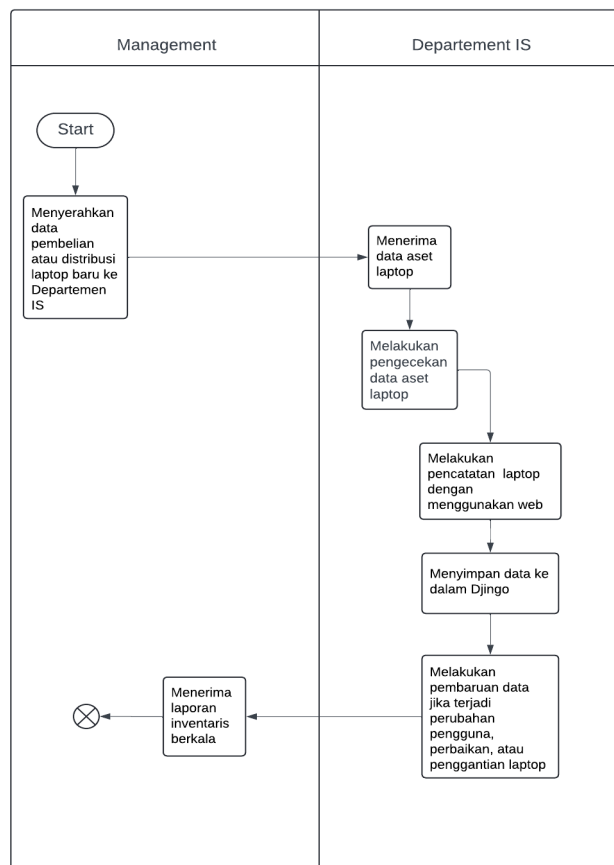 Management
Departement IS
Start
Menyerahkan
data
pembelian
atau distribusi
laptop baru ke
Departemen
IS
Menerima
data aset
laptop
Melakukan
pengecekan
data aset
laptop
Melakukan
pencatatan laptop
dengan
menggunakan web
Menyimpan data ke
dalam Djingo
Melakukan
pembaruan data
jika terjadi
perubahan
pengguna,
perbaikan, atau
penggantian laptop
Menerima
laporan
inventaris
berkala